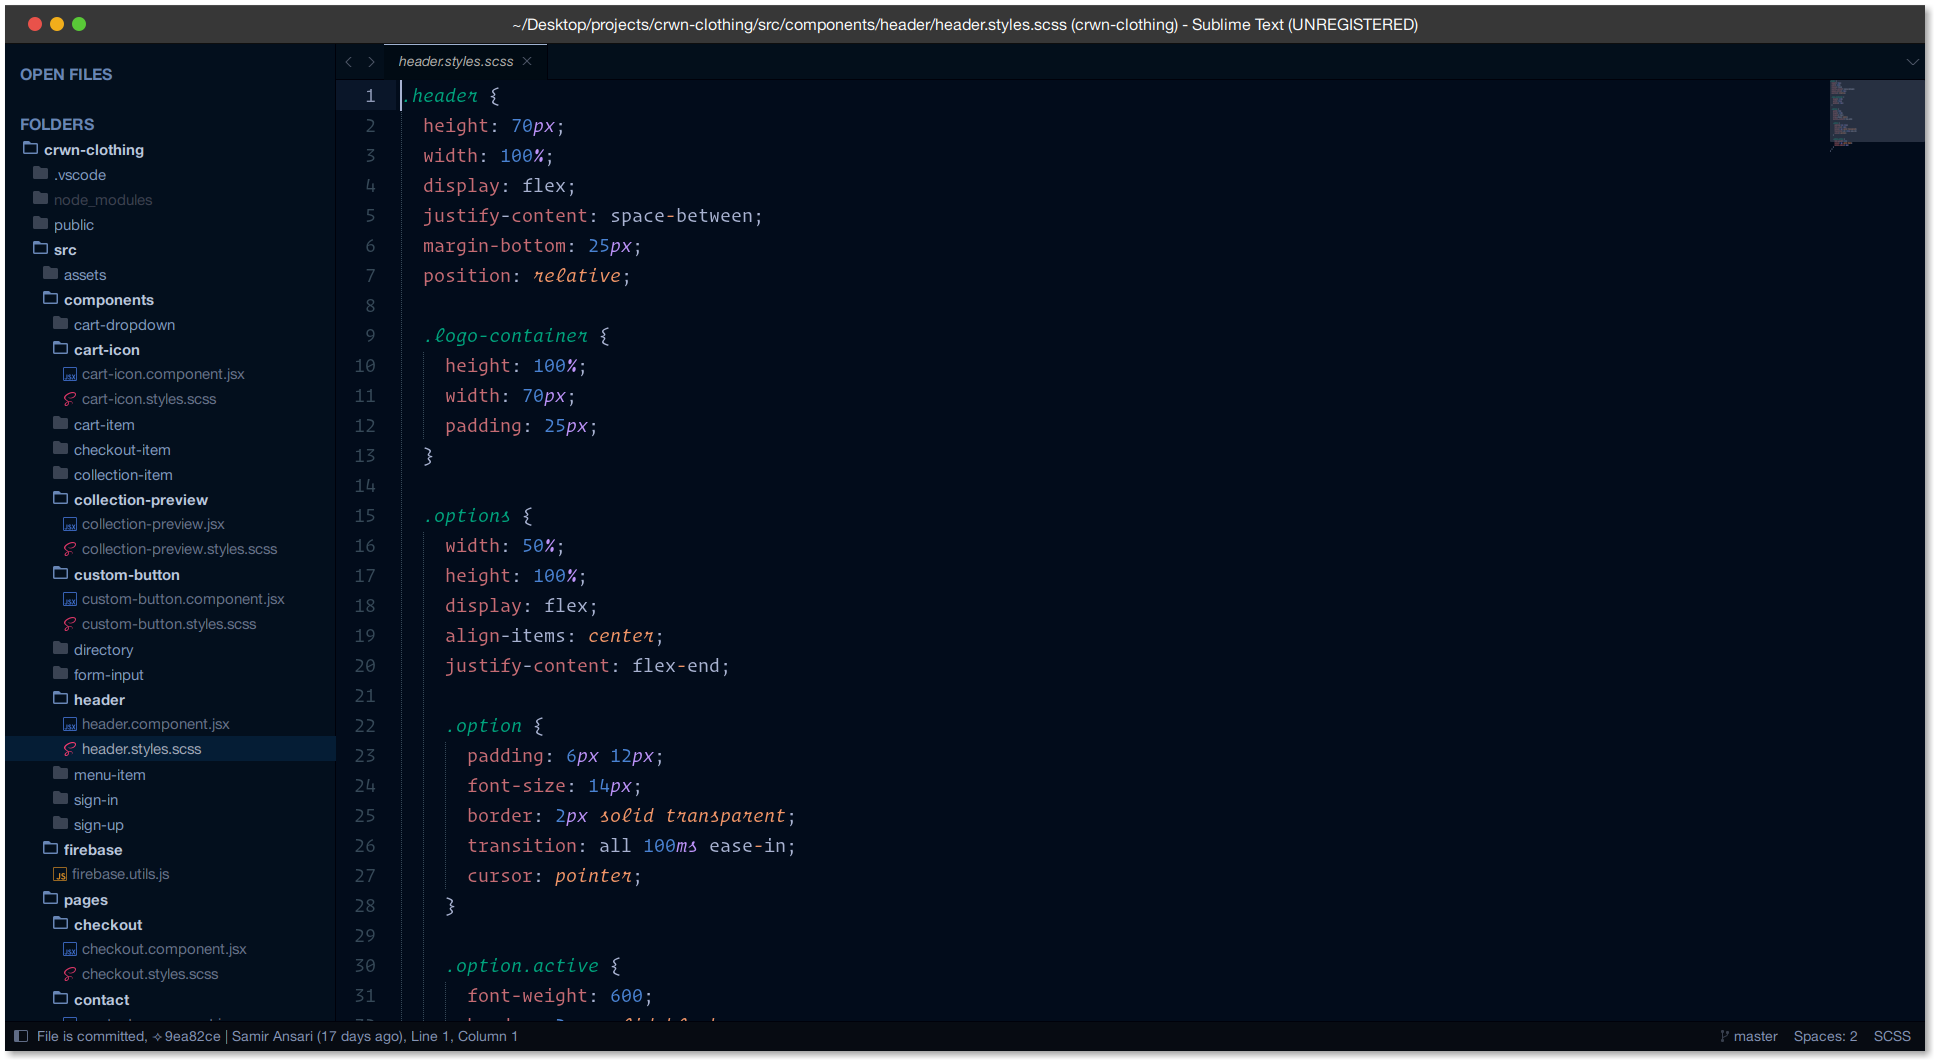 ~/Desktop/projects/crwn-clothing/src/components/header/header.styles.scss (crwn-clothing) - Sublime Text (UNREGISTERED)
OPEN FILES
FOLDERS
crwn-clothing
.vscode
node_modules
public
src
assets
components
cart-dropdown
cart-icon
cart-icon.component.jsx
cart-icon.styles.scss
cart-item
checkout-item
collection-item
collection-preview
collection-preview.jsx
collection-preview.styles.scss
custom-button
custom-button.component.jsx
custom-button.styles.scss
directory
form-input
header
header.component.jsx
header.styles.scss
menu-item
sign-in
sign-up
firebase
firebase.utils.js
pages
checkout
checkout.component.jsx
checkout.styles.scss
contact
header.styles.scss ×
1 .header {
2 height: 70px;
3 width: 100%;
4 display: flex;
5 justify-content: space-between;
6 margin-bottom: 25px;
7 position: relative;
8
9 .logo-container {
10 height: 100%;
11 width: 70px;
12 padding: 25px;
13 }
14
15 .options {
16 width: 50%;
17 height: 100%;
18 display: flex;
19 align-items: center;
20 justify-content: flex-end;
21
22 .option {
23 padding: 6px 12px;
24 font-size: 14px;
25 border: 2px solid transparent;
26 transition: all 100ms ease-in;
27 cursor: pointer;
28 }
29
30 .option.active {
31 font-weight: 600;
File is committed, 9ea82ce | Samir Ansari (17 days ago), Line 1, Column 1
master
Spaces: 2
SCSS